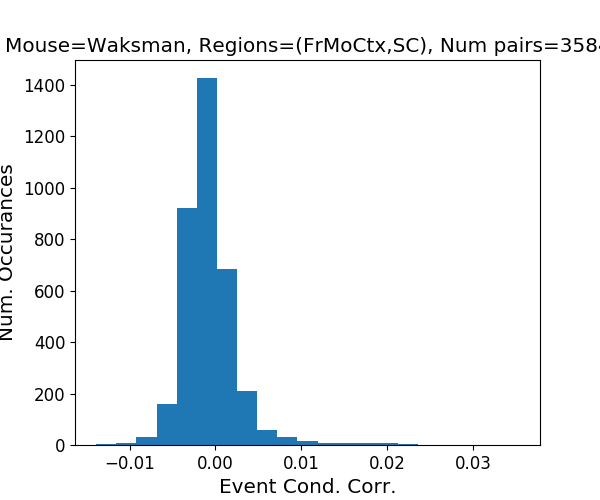 Mouse=Waksman, Regions=(FrMoCtx,SC), Num pairs=3584
1400
1200
1000
800
600
400
200
0
Num. Occurances
−0.01 0.00 0.01 0.02 0.03
Event Cond. Corr.